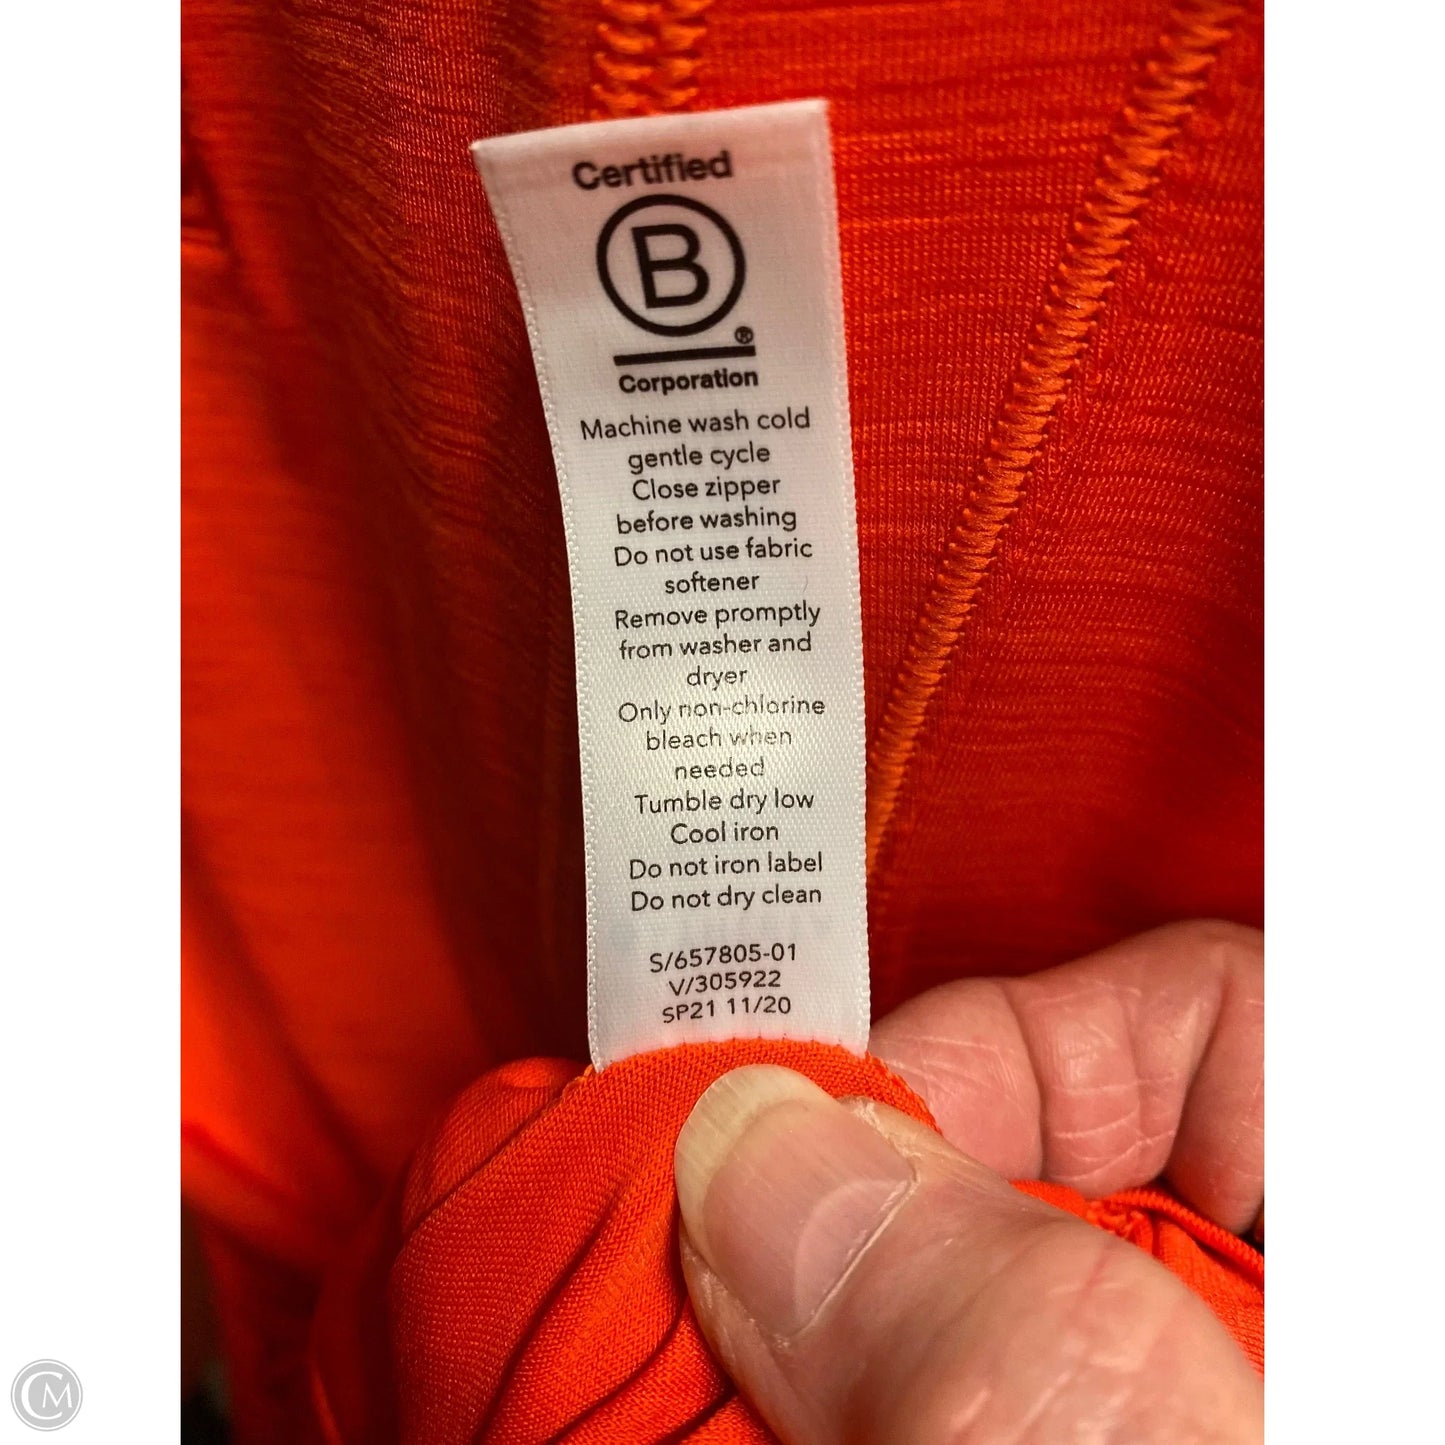 Certified
B
®
Corporation
Machine wash cold
gentle cycle
Close zipper
before washing
Do not use fabric
softener
Remove promptly
from washer and
dryer
Only non-chlorine
bleach when
needed
Tumble dry low
Cool iron
Do not iron label
Do not dry clean
S/657805-01
V/305922
SP21 11/20
CM